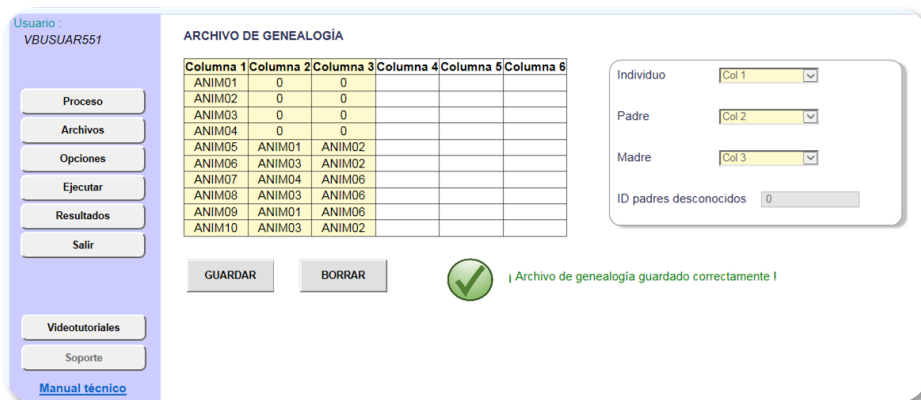 Usuario :
VBUSUAR551
Proceso
Archivos
Opciones
Ejecutar
Resultados
Salir
Videotutoriales
Soporte
Manual técnico
ARCHIVO DE GENEALOGÍA
Columna 1 Columna 2 Columna 3 Columna 4 Columna 5 Columna 6
ANIM01 0 0
ANIM02 0 0
ANIM03 0 0
ANIM04 0 0
ANIM05 ANIM01 ANIM02
ANIM06 ANIM03 ANIM02
ANIM07 ANIM04 ANIM06
ANIM08 ANIM03 ANIM06
ANIM09 ANIM01 ANIM06
ANIM10 ANIM03 ANIM02
Individuo Col 1
Padre Col 2
Madre Col 3
ID padres desconocidos 0
GUARDAR BORRAR
¡ Archivo de genealogía guardado correctamente !